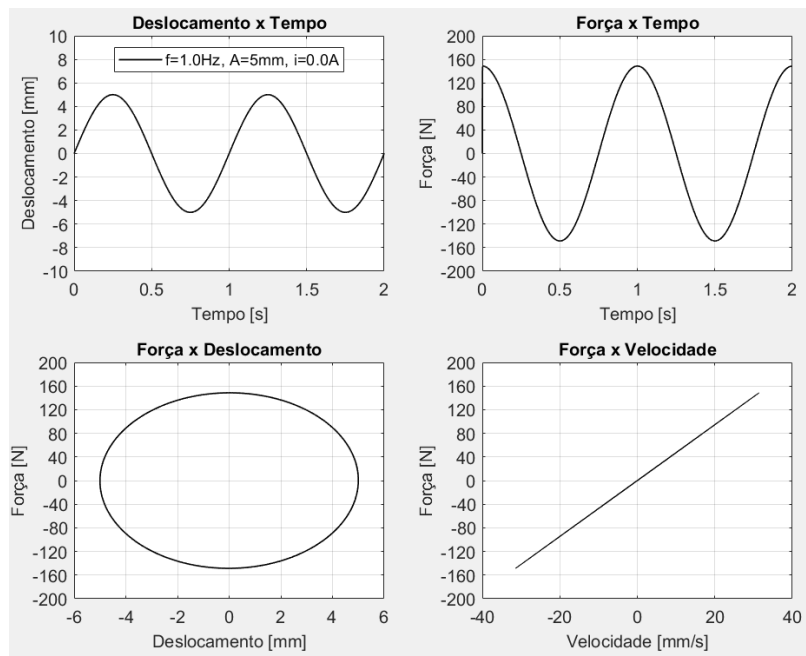 Deslocamento x Tempo
10
8
6
4
2
0
-2
-4
-6
-8
-10
Deslocamento [mm]
f=1.0Hz, A=5mm, i=0.0A
0 0.5 1 1.5 2
Tempo [s]
Força x Tempo
200
160
120
80
40
0
-40
-80
-120
-160
-200
Força [N]
0 0.5 1 1.5 2
Tempo [s]
Força x Deslocamento
200
160
120
80
40
0
-40
-80
-120
-160
-200
Força [N]
-6 -4 -2 0 2 4 6
Deslocamento [mm]
Força x Velocidade
200
160
120
80
40
0
-40
-80
-120
-160
-200
Força [N]
-40 -20 0 20 40
Velocidade [mm/s]